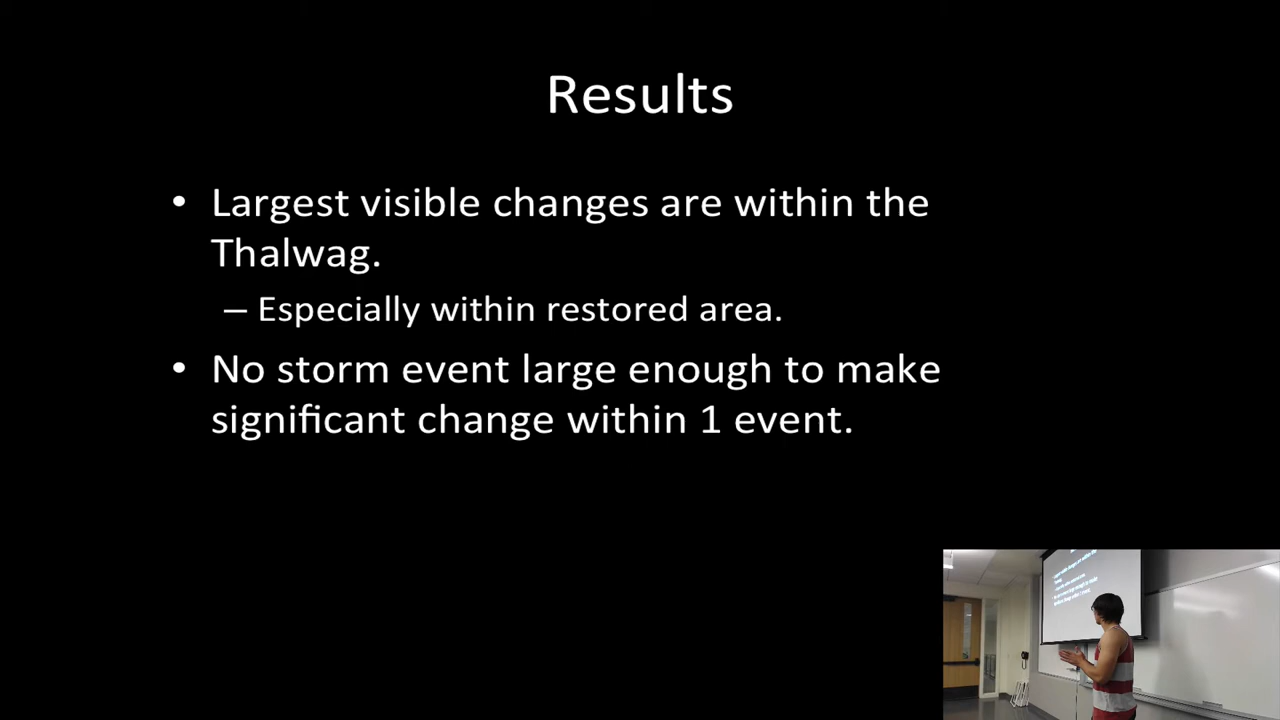 Results
• Largest visible changes are within the
Thalwag.
– Especially within restored area.
• No storm event large enough to make
significant change within 1 event.